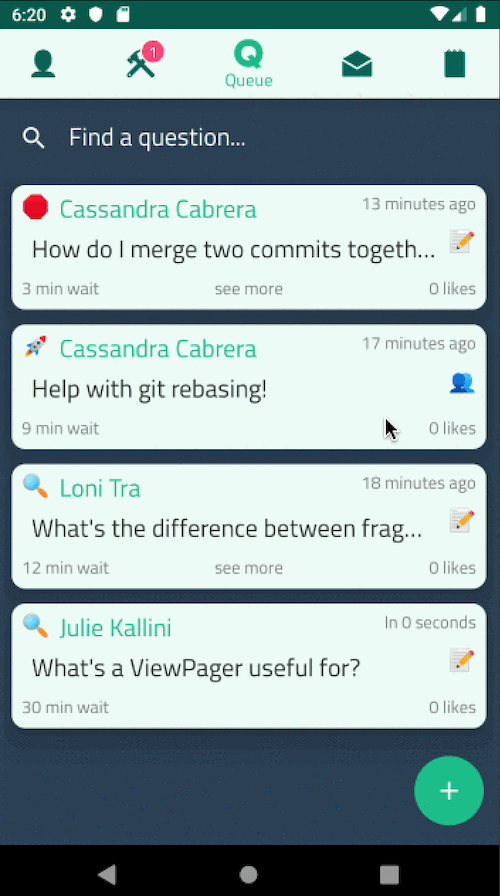 6:20
1
Queue
Find a question...
Cassandra Cabrera 13 minutes ago
How do I merge two commits togeth...
3 min wait see more 0 likes
Cassandra Cabrera 17 minutes ago
Help with git rebasing!
9 min wait 0 likes
Loni Tra 18 minutes ago
What's the difference between frag...
12 min wait see more 0 likes
Julie Kallini In 0 seconds
What's a ViewPager useful for?
30 min wait 0 likes
+